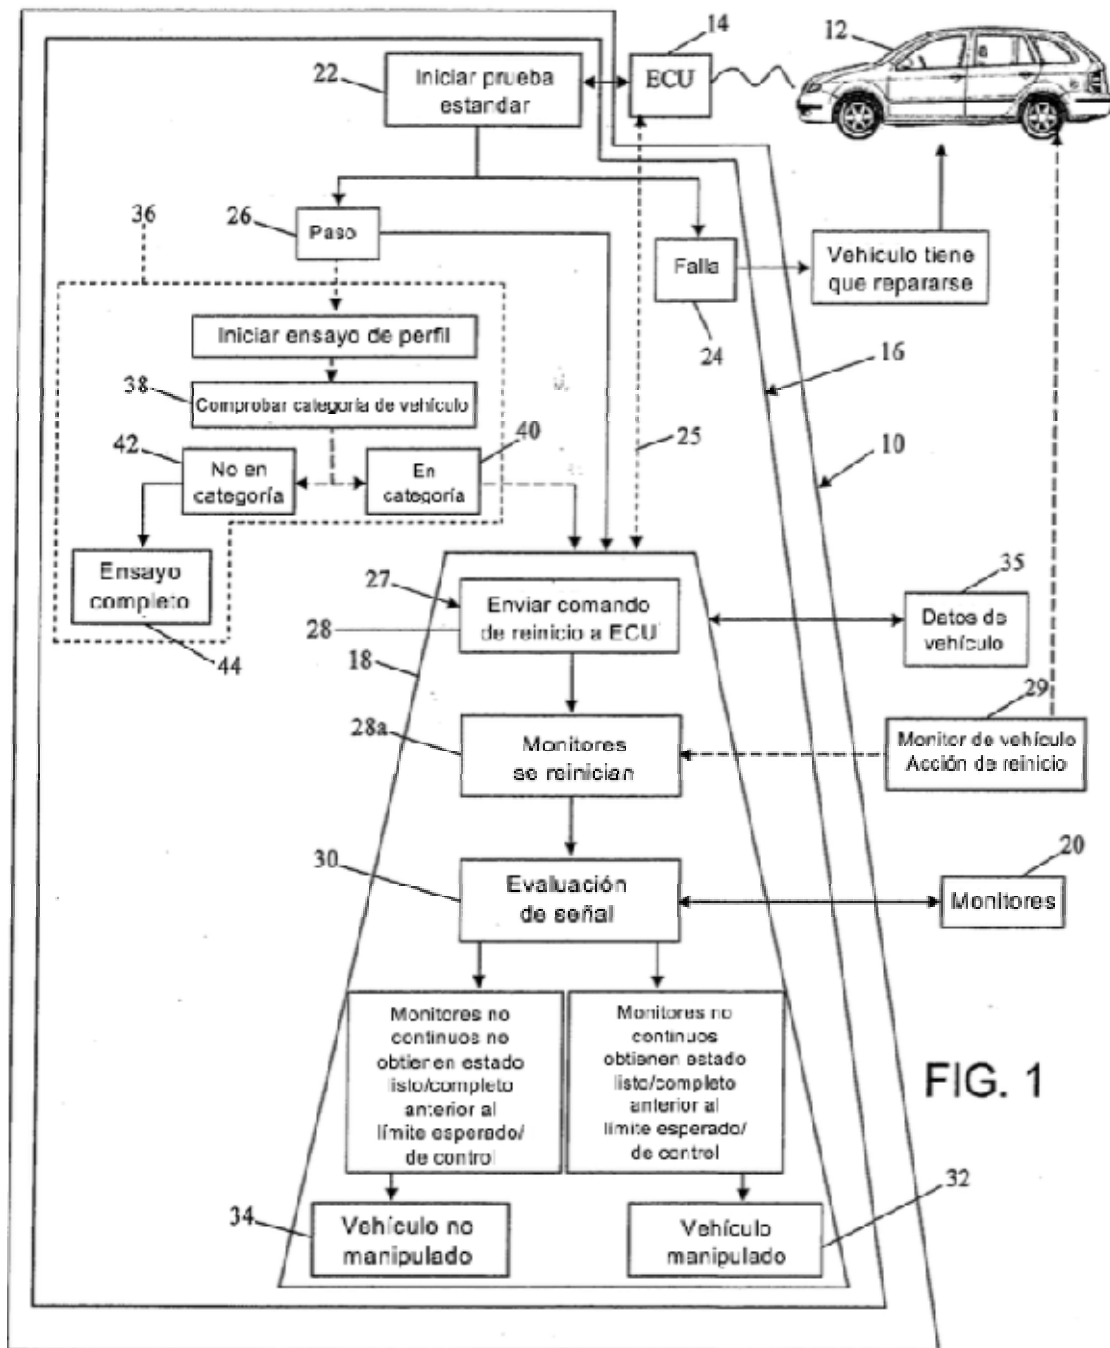 14
12
22
Iniciar prueba
estandar
ECU
36
26
Paso
Falla
Vehiculo tiene
que repararse
24
16
Iniciar ensayo de perfil
38
Comprobar categoría de vehículo
42
40
25
10
No en
categoría
En
categoría
Ensayo
completo
44
27
28
Enviar comando
de reinicio a ECU
35
Datos de
vehículo
18
28a
Monitores
se reinician
29
Monitor de vehículo
Acción de reinicio
30
Evaluación
de señal
20
Monitores
Monitores no
continuos no
obtienen estado
listo/completo
anterior al
límite esperado/
de control
Monitores no
continuos
obtienen estado
listo/completo
anterior al
límite esperado/
de control
FIG. 1
34
Vehículo no
manipulado
32
Vehículo
manipulado